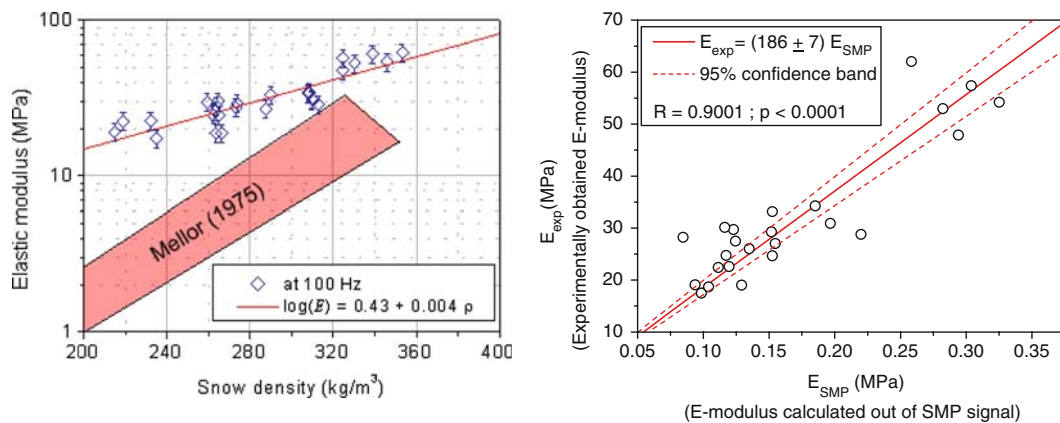 100
10
1
200
240
280
320
360
400
Elastic modulus (MPa)
Snow density (kg/m³)
Mellor (1975)
at 100 Hz
log(E) = 0.43 + 0.004 ρ
70
60
50
40
30
20
10
0.05
0.10
0.15
0.20
0.25
0.30
0.35
E_exp (MPa)
(Experimentally obtained E-modulus)
E_exp = (186 ± 7) E_SMP
95% confidence band
R = 0.9001 ; p < 0.0001
E_SMP (MPa)
(E-modulus calculated out of SMP signal)